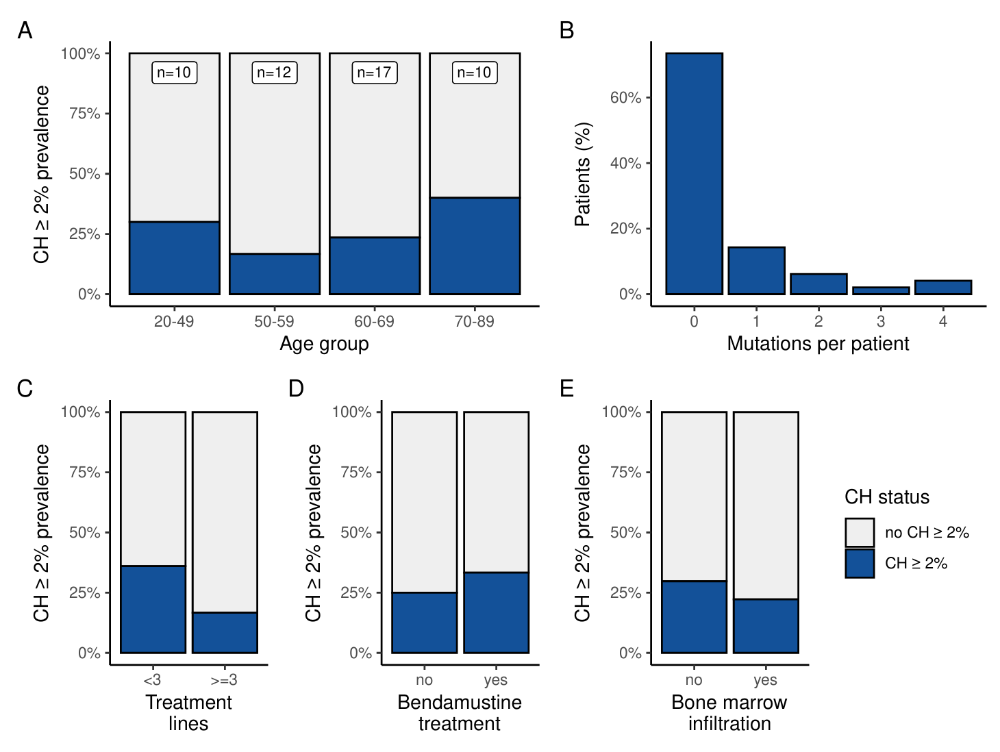 A
CH ≥ 2% prevalence
100%
75%
50%
25%
0%
n=10
n=12
n=17
n=10
20-49
50-59
60-69
70-89
Age group
B
Patients (%)
60%
40%
20%
0%
0
1
2
3
4
Mutations per patient
C
CH ≥ 2% prevalence
100%
75%
50%
25%
0%
<3
>=3
Treatment
lines
D
CH ≥ 2% prevalence
100%
75%
50%
25%
0%
no
yes
Bendamustine
treatment
E
CH ≥ 2% prevalence
100%
75%
50%
25%
0%
no
yes
Bone marrow
infiltration
CH status
no CH ≥ 2%
CH ≥ 2%